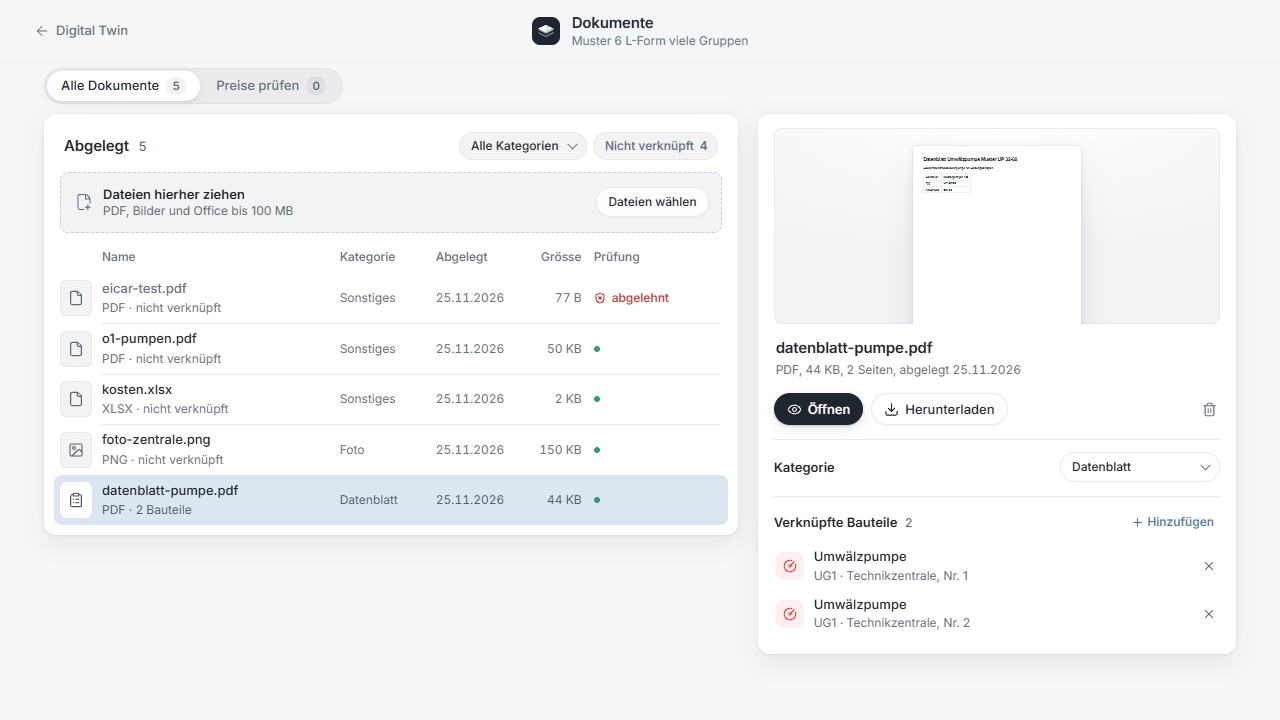 Digital Twin
Dokumente
Muster 6 L-Form viele Gruppen
Alle Dokumente 5
Preise prüfen 0
Abgelegt 5
Alle Kategorien
Nicht verknüpft 4
Dateien hierher ziehen.
PDF, Bilder und Office bis 100 MB
Dateien wählen
Name Kategorie Abgelegt Grösse Prüfung
eicar-test.pdf
PDF · nicht verknüpft
Sonstiges 25.11.2026 77 B abgelehnt
o1-pumpen.pdf
PDF · nicht verknüpft
Sonstiges 25.11.2026 50 KB
kosten.xlsx
XLSX · nicht verknüpft
Sonstiges 25.11.2026 2 KB
foto-zentrale.png
PNG · nicht verknüpft
Foto 25.11.2026 150 KB
datenblatt-pumpe.pdf
PDF · 2 Bauteile
Datenblatt 25.11.2026 44 KB
Datenblatt Umwälzpumpe Muster UP
datenblatt-pumpe.pdf
PDF, 44 KB, 2 Seiten, abgelegt 25.11.2026
Öffnen
Herunterladen
Kategorie
Datenblatt
Verknüpfte Bauteile 2
Hinzufügen
Umwälzpumpe
UG1 · Technikzentrale, Nr. 1
Umwälzpumpe
UG1 · Technikzentrale, Nr. 2